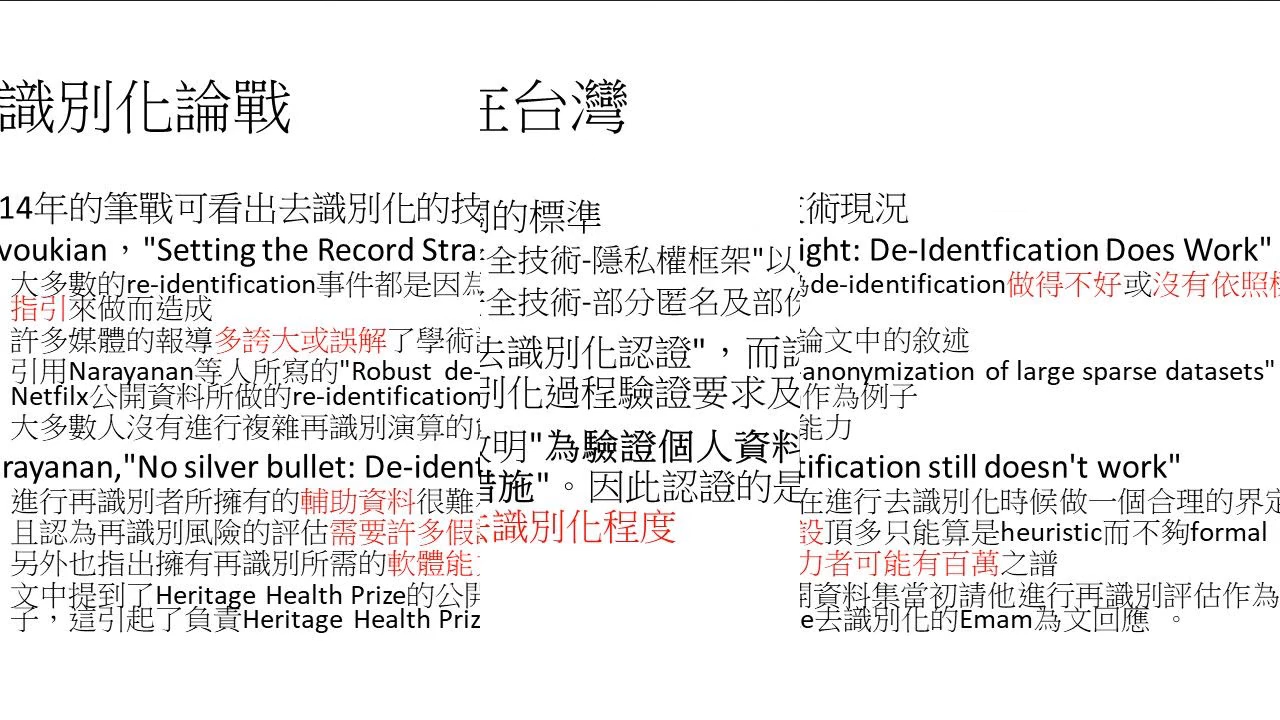 識別化論戰
14年的筆戰可看出去識別化的技
voukian，"Setting the Record Stra
大多數的re-identification事件都是因為
指引來做而造成
許多媒體的報導多誇大或誤解了學術
引用Narayanan等人所寫的"Robust de-
Netfilx公開資料所做的re-identification
大多數人沒有進行複雜再識別演算的
rayanan,"No silver bullet: De-iden
進行再識別者所擁有的輔助資料很難
且認為再識別風險的評估需要許多假
另外也指出擁有再識別所需的軟體能
文中提到了Heritage Health Prize的公開
子，這引起了負責Heritage Health Priz
在台灣
的標準
全技術-隱私權框架"以
全技術-部分匿名及部份
去識別化認證"，而
別化過程驗證要求及
明"為驗證個人資料
措施"。因此認證的是
去識別化程度
術現況
ight: De-Identfication Does Work"
de-identification做得不好或沒有依照
論文中的敘述
anonymization of large sparse datasets"
作為例子
能力
tification still doesn't work"
在進行去識別化時候做一個合理的界定
設頂多只能算是heuristic而不夠formal
力者可能有百萬之譜
開資料集當初請他進行再識別評估作為
e去識別化的Emam為文回應 。